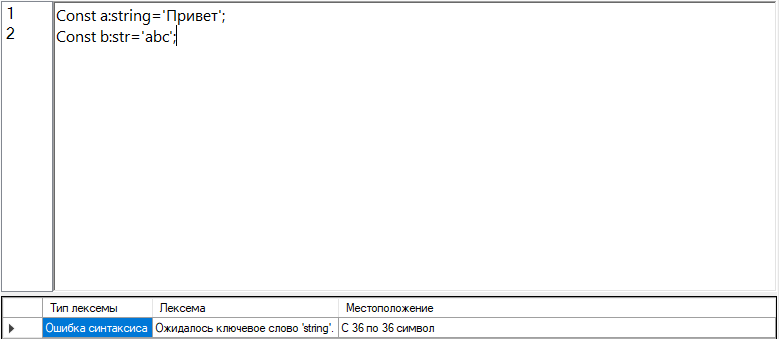 1 Const a:string='Привет';
2 Const b:str='abc';
Тип лексемы Лексема Местоположение
Ошибка синтаксиса Ожидалось ключевое слово 'string'. С 36 по 36 символ